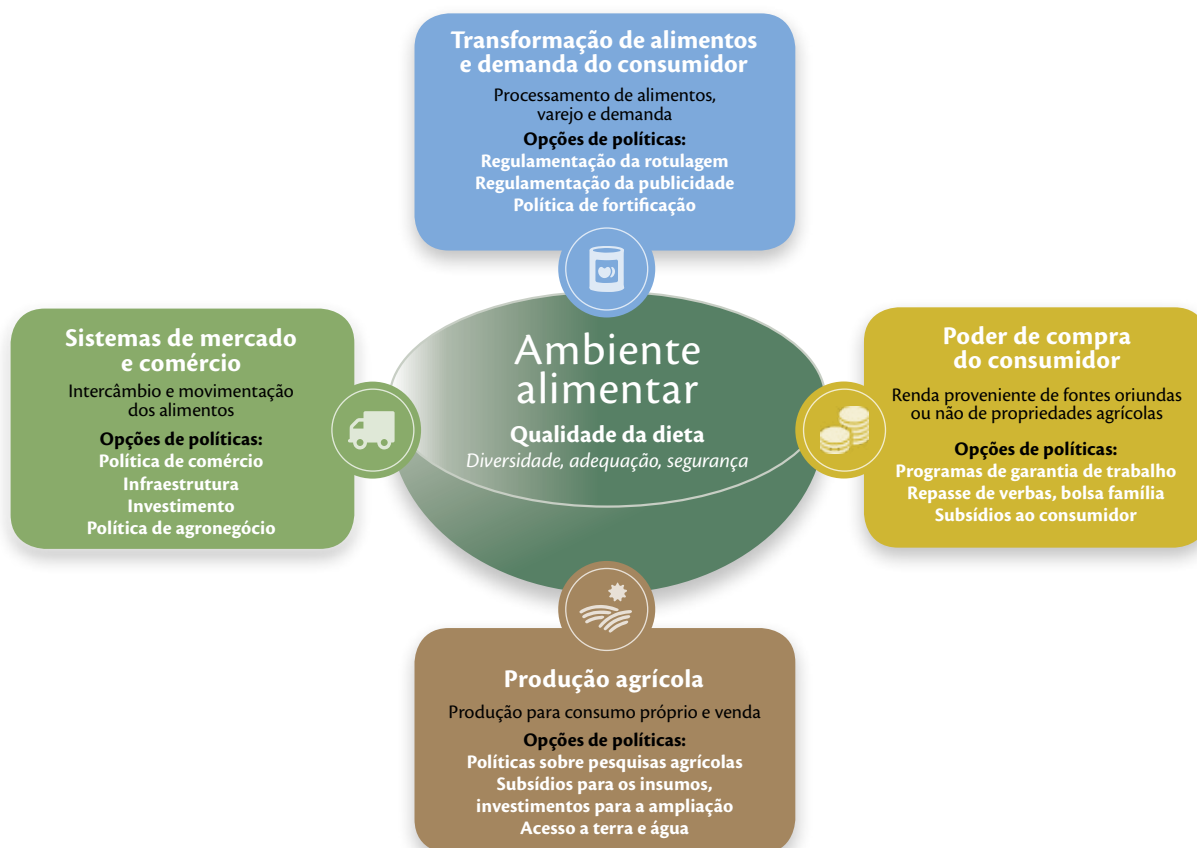 Transformação de alimentos
e demanda do consumidor
Processamento de alimentos,
varejo e demanda
Opções de políticas:
Regulamentação da rotulagem
Regulamentação da publicidade
Política de fortificação
Sistemas de mercado
e comércio
Intercâmbio e movimentação
dos alimentos
Opções de políticas:
Política de comércio
Infraestrutura
Investimento
Política de agronegócio
Ambiente
alimentar
Qualidade da dieta
Diversidade, adequação, segurança
Poder de compra
do consumidor
Renda proveniente de fontes oriundas
ou não de propriedades agrícolas
Opções de políticas:
Programas de garantia de trabalho
Repasse de verbas, bolsa família
Subsídios ao consumidor
Produção agrícola
Produção para consumo próprio e venda
Opções de políticas:
Políticas sobre pesquisas agrícolas
Subsídios para os insumos,
investimentos para a ampliação
Acesso a terra e água